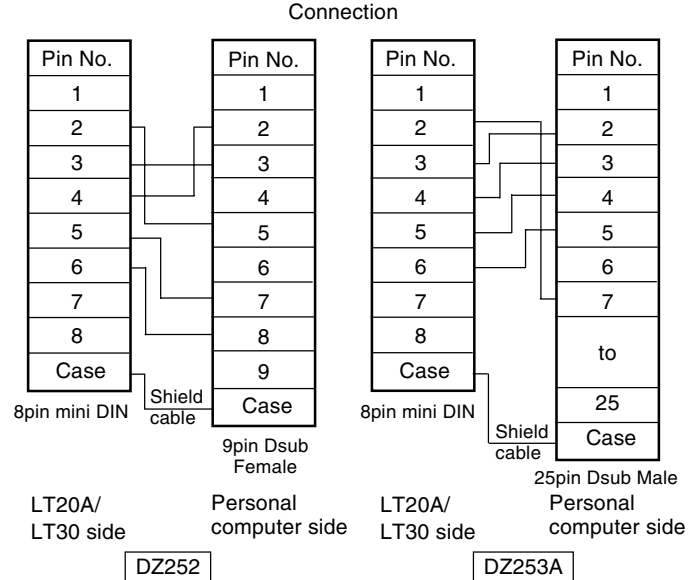 Connection
Pin No.
1
2
3
4
5
6
7
8
Case
8pin mini DIN
Shield
cable
Pin No.
1
2
3
4
5
6
7
8
9
Case
9pin Dsub
Female
LT20A/
LT30 side
Personal
computer side
DZ252
Pin No.
1
2
3
4
5
6
7
8
Case
8pin mini DIN
Shield
cable
Pin No.
1
2
3
4
5
6
7
to
25
Case
25pin Dsub Male
LT20A/
LT30 side
Personal
computer side
DZ253A